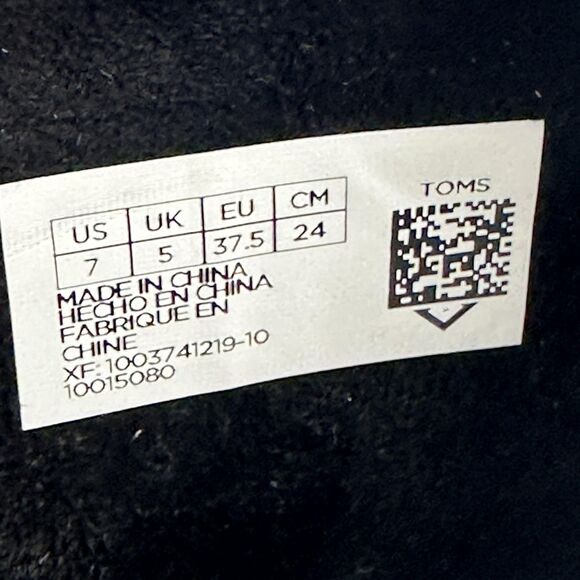 TOMS
US UK EU CM
7 5 37.5 24
MADE IN CHINA
HECHO EN CHINA
FABRIQUE EN
CHINE
XF: 1003741219-10
10015080